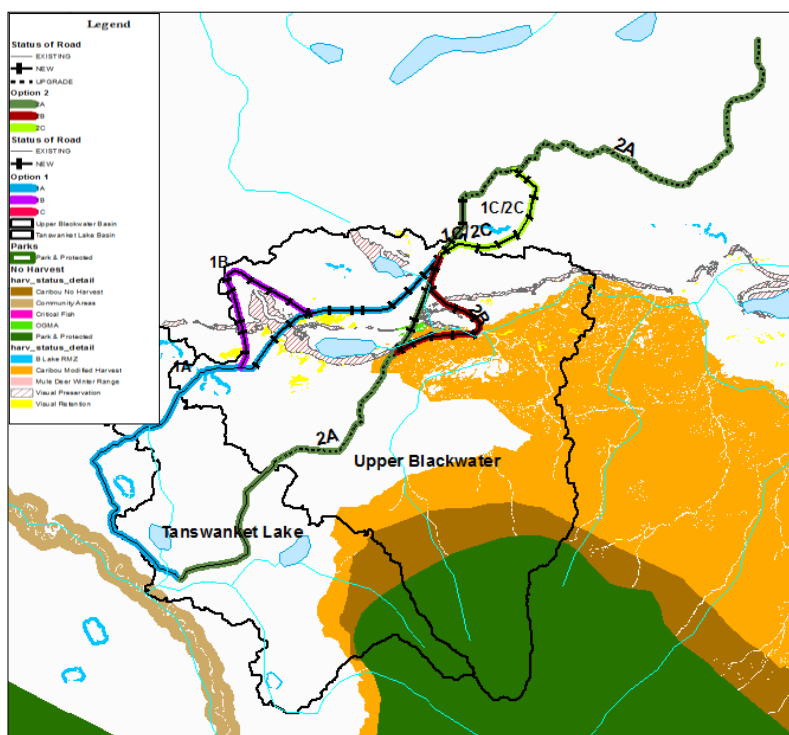 Legend
Status of Road
EXISTING
NEW
UPGRADE
Option 2
2A
2B
2C
Status of Road
EXISTING
NEW
Option 1
1A
B
C
Upper Blackwater Basin
Tanswanket Lake Basin
Parks
Park & Protected
No Harvest
harv_status_detail
Caribou No Harvest
Community Areas
Critical Fish
OGMA
Park & Protected
harv_status_detail
B Lake RMZ
Caribou Modified Harvest
Mule Deer Winter Range
Visual Preservation
Visual Retention
2A
1C/2C
1C/2C
1B
2B
1A
2A
Upper Blackwater
Tanswanket Lake